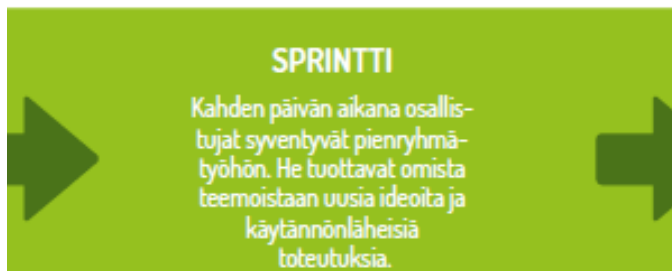 SPRINTTI
Kahden päivän aikana osallis-
tujat syventyvät pienryhmä-
työhön. He tuottavat omista
teemoistaan uusia ideoita ja
käytännönläheisiä
toteutuksia.